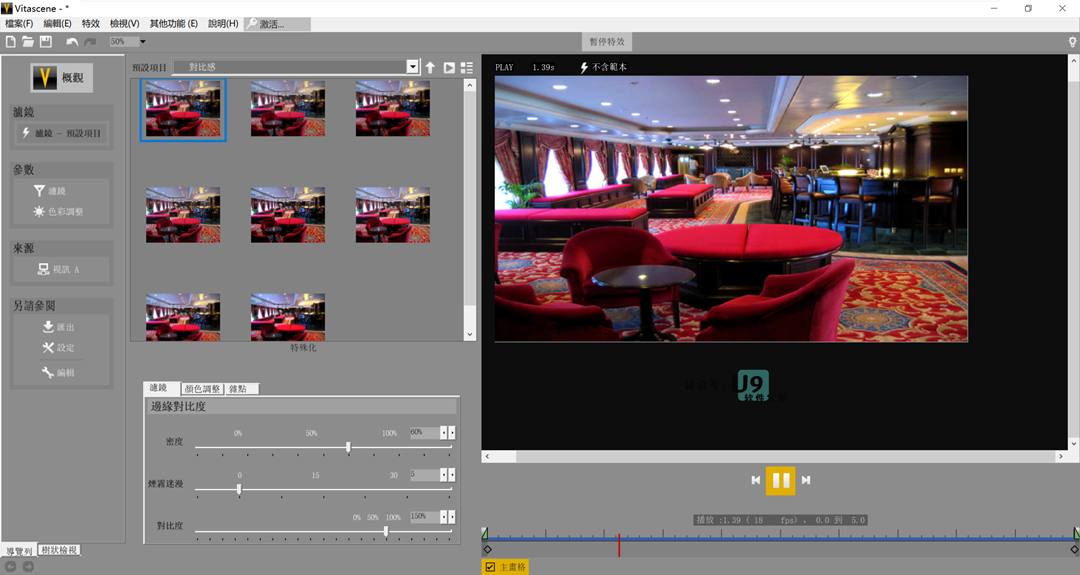 Vitascene - *
檔案(F) 編輯(E) 特效 檢視(V) 其他功能 (E) 說明(H) 激活...
50%
暫停特效
概觀
濾鏡
濾鏡 - 預設項目
參數
濾鏡
色彩調整
來源
視訊 A
另請參閱
匯出
設定
編輯
導覽列 樹狀檢視
預設項目 對比感
特殊化
濾鏡 顏色調整 雜點
邊緣對比度
0% 50% 100% 60%
密度
0 15 30 5
煙霧迷漫
0% 50% 100% 150%
對比度
PLAY 1.39s 不含範本
U9
软件
播放 :1.39 ( 18 fps) , 0.0 到 5.0
主畫格